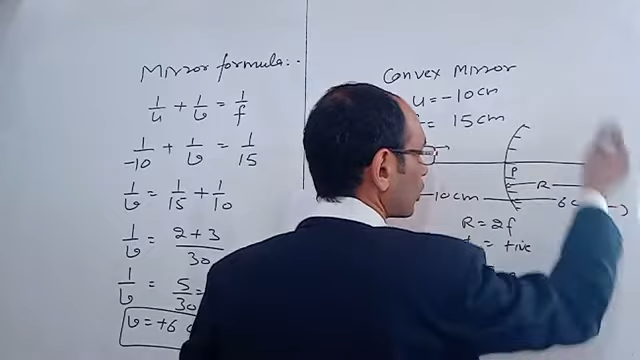 Mirror formula:-
1/u + 1/v = 1/f
1/-10 + 1/v = 1/15
1/v = 1/15 + 1/10
1/v = 2+3/30
1/v = 5/30 =
v = +6 c
Convex Mirror
u = -10cm
= 15cm
P
R
10cm
6c
R = 2f
= +ive